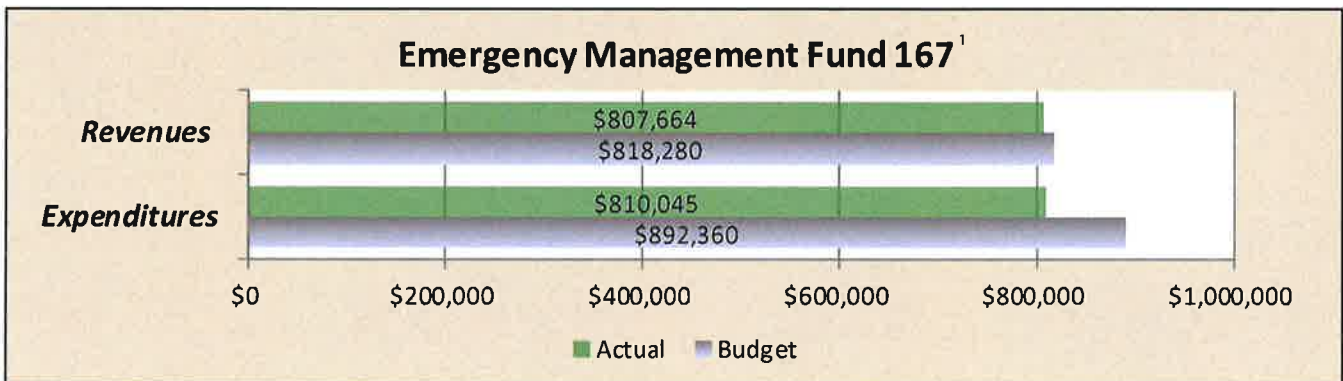 Emergency Management Fund 167¹
Revenues
$807,664
$818,280
Expenditures
$810,045
$892,360
$0 $200,000 $400,000 $600,000 $800,000 $1,000,000
Actual Budget